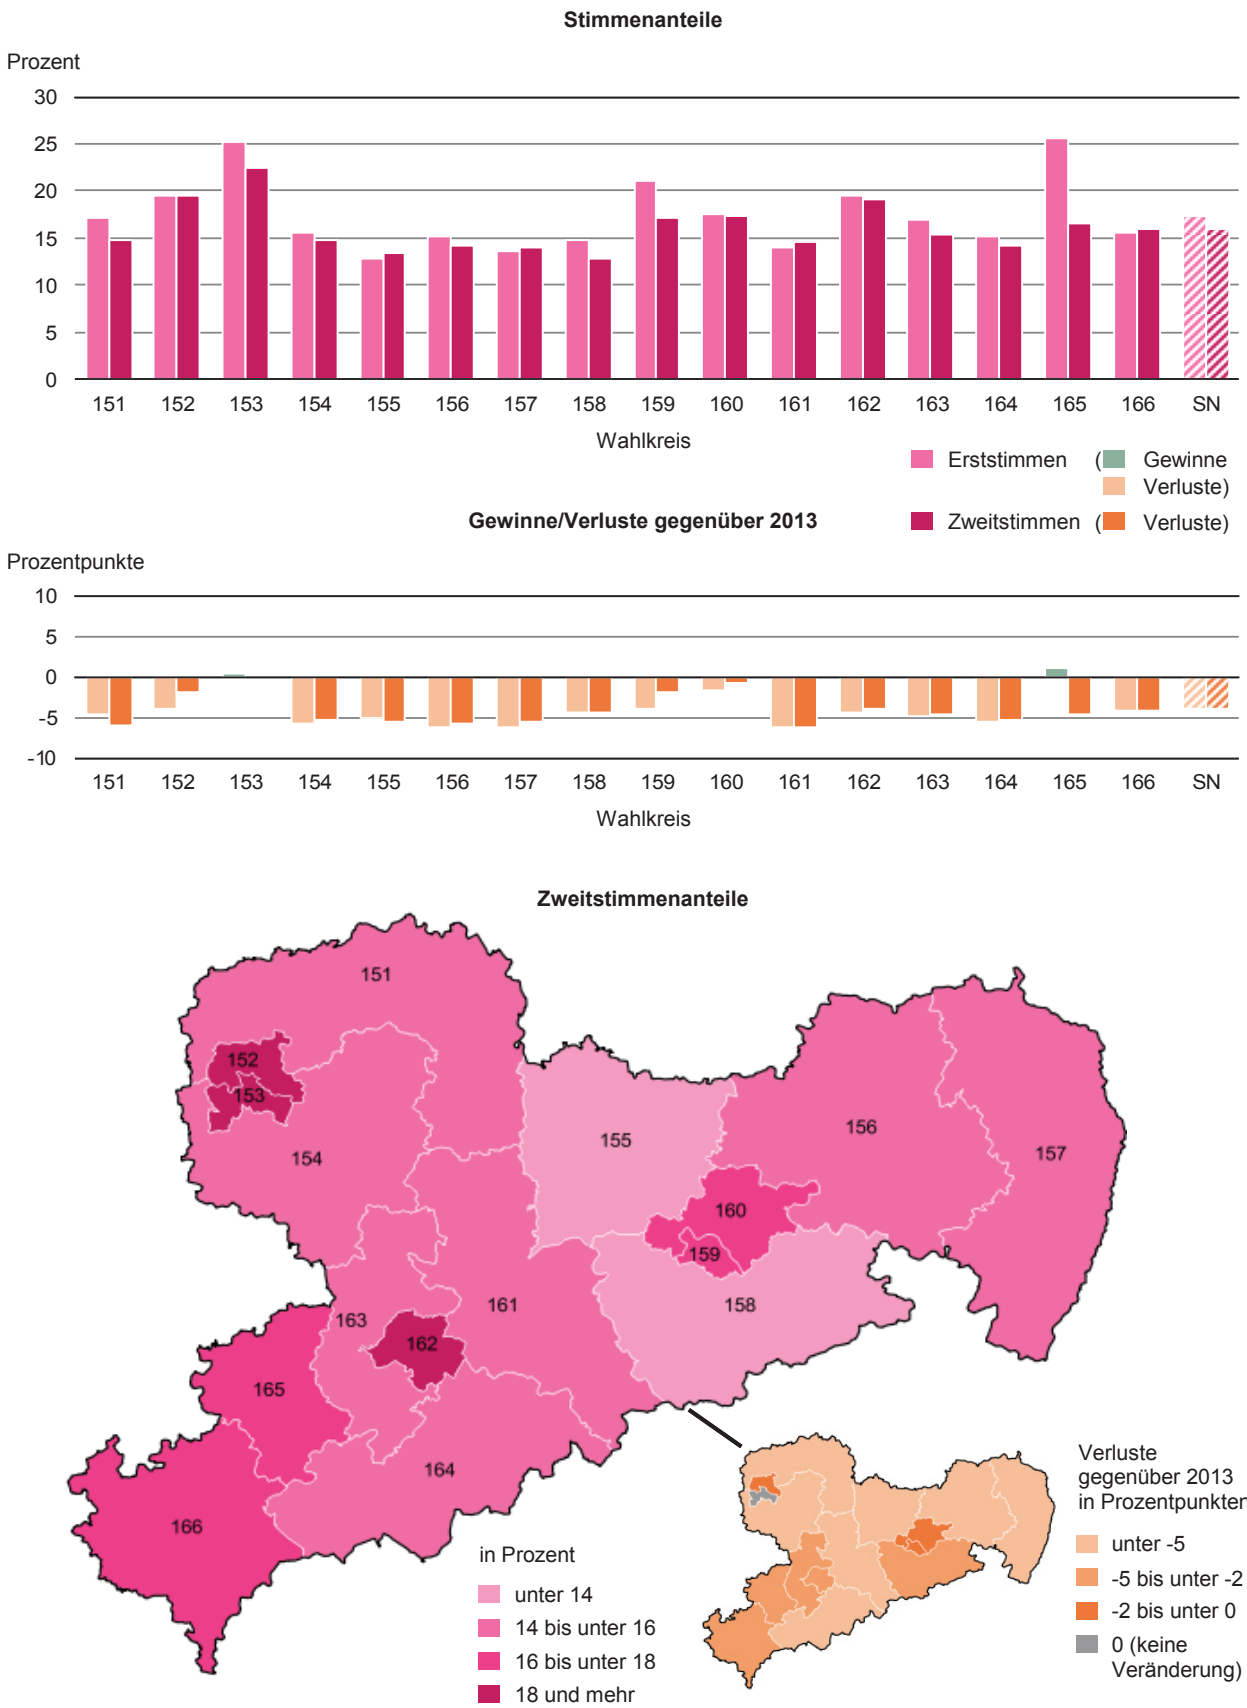 Stimmenanteile
Prozent
30
25
20
15
10
5
0
151 152 153 154 155 156 157 158 159 160 161 162 163 164 165 166 SN
Wahlkreis
Erststimmen ( Gewinne
Verluste)
Zweitstimmen ( Verluste)
Gewinne/Verluste gegenüber 2013
Prozentpunkte
10
5
0
-5
-10
151 152 153 154 155 156 157 158 159 160 161 162 163 164 165 166 SN
Wahlkreis
Zweitstimmenanteile
151
152
153
154
155
156
157
160
159
158
161
163
162
165
164
166
in Prozent
unter 14
14 bis unter 16
16 bis unter 18
18 und mehr
Verluste
gegenüber 2013
in Prozentpunkten
unter -5
-5 bis unter -2
-2 bis unter 0
0 (keine
Veränderung)